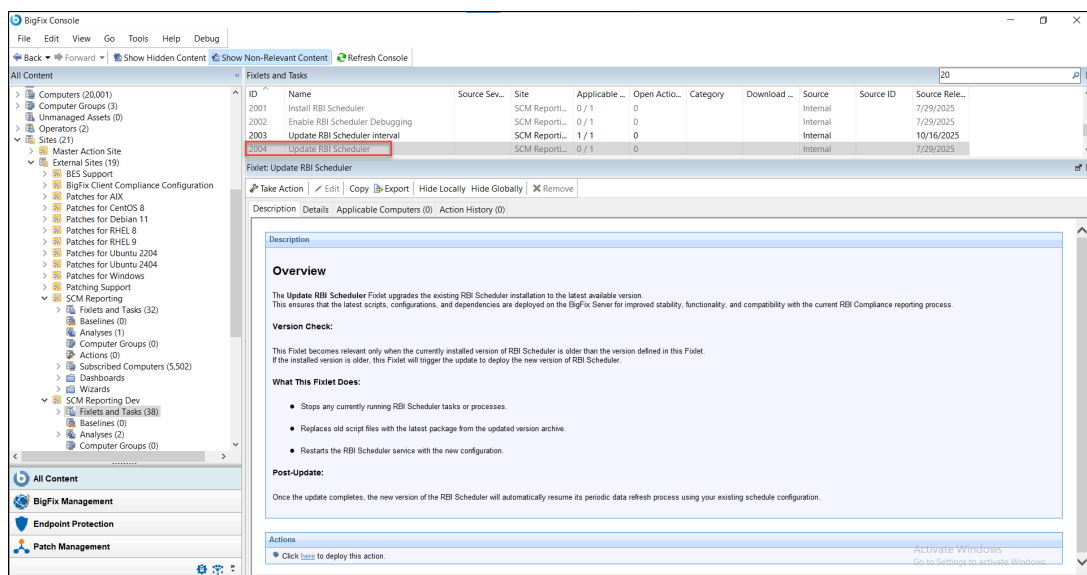 BigFix Console
File Edit View Go Tools Help Debug
Back Forward Show Hidden Content Show Non-Relevant Content Refresh Console
All Content
Fixlets and Tasks
20
Computers (20,001)
Computer Groups (3)
Unmanaged Assets (0)
Operators (2)
Sites (21)
Master Action Site
External Sites (19)
BES Support
BigFix Client Compliance Configuration
Patches for AIX
Patches for CentOS 8
Patches for Debian 11
Patches for RHEL 8
Patches for RHEL 9
Patches for Ubuntu 2204
Patches for Ubuntu 2404
Patches for Windows
Patching Support
SCM Reporting
Fixlets and Tasks (32)
Baselines (0)
Analyses (1)
Computer Groups (0)
Actions (0)
Subscribed Computers (5,502)
Dashboards
Wizards
SCM Reporting Dev
Fixlets and Tasks (38)
Baselines (0)
Analyses (2)
Computer Groups (0)
All Content
BigFix Management
Endpoint Protection
Patch Management
ID Name Source Sev... Site Applicable ... Open Actio... Category Download ... Source Source ID Source Rele...
2001 Install RBI Scheduler SCM Reporti... 0 / 1 0 Internal 7/29/2025
2002 Enable RBI Scheduler Debugging SCM Reporti... 0 / 1 0 Internal 7/29/2025
2003 Update RBI Scheduler interval SCM Reporti... 1 / 1 0 Internal 10/16/2025
2004 Update RBI Scheduler SCM Reporti... 0 / 1 0 Internal 7/29/2025
Fixlet: Update RBI Scheduler
Take Action Edit Copy Export Hide Locally Hide Globally Remove
Description Details Applicable Computers (0) Action History (0)
Description
Overview
The Update RBI Scheduler Fixlet upgrades the existing RBI Scheduler installation to the latest available version.
This ensures that the latest scripts, configurations, and dependencies are deployed on the BigFix Server for improved stability, functionality, and compatibility with the current RBI Compliance reporting process.
Version Check:
This Fixlet becomes relevant only when the currently installed version of RBI Scheduler is older than the version defined in this Fixlet.
If the installed version is older, this Fixlet will trigger the update to deploy the new version of RBI Scheduler.
What This Fixlet Does:
Stops any currently running RBI Scheduler tasks or processes.
Replaces old script files with the latest package from the updated version archive.
Restarts the RBI Scheduler service with the new configuration.
Post-Update:
Once the update completes, the new version of the RBI Scheduler will automatically resume its periodic data refresh process using your existing schedule configuration.
Actions
Click here to deploy this action.
Activate Windows
Go to Settings to activate Windows.